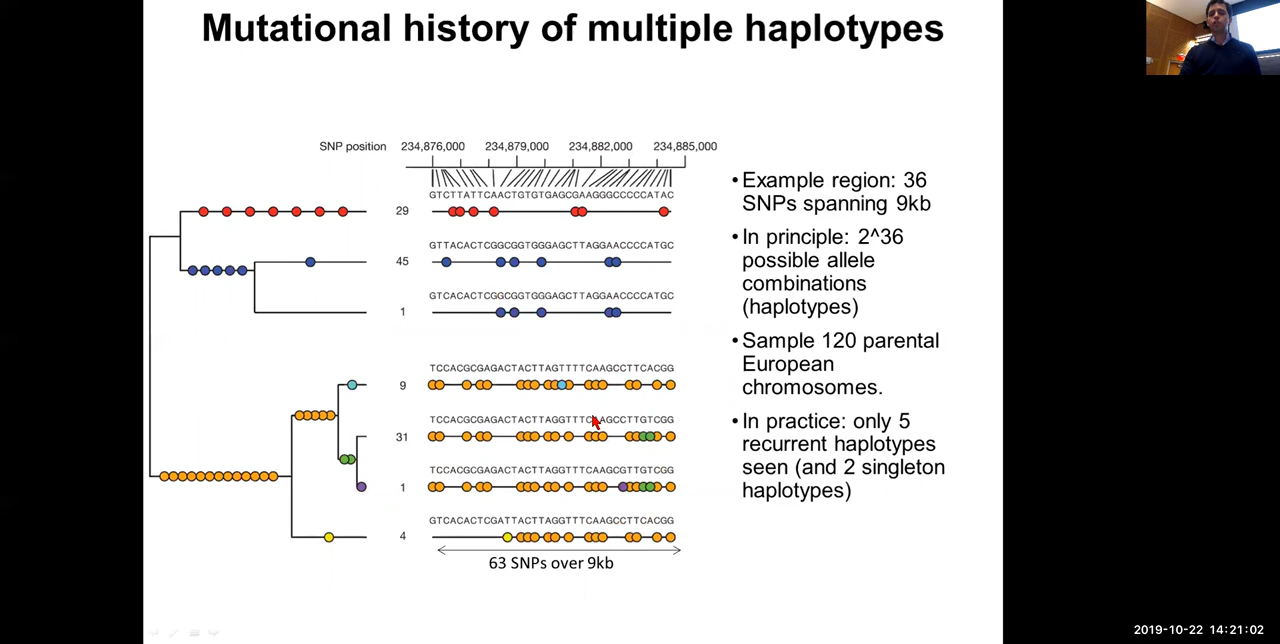 Mutational history of multiple haplotypes
SNP position 234,876,000 234,879,000 234,882,000 234,885,000
GTCTTATTCAACTGTGTGAGCGAAGGGCCCCCATAC
29
GTTACACTCGGCGGTGGGAGCTTAGGAACCCCATGC
45
GTCACACTCGGCGGTGGGAGCTTAGGAACCCCATGC
1
TCCACGCGAGACTACTTAGTTTTCAAGCCTTCACGG
9
TCCACGCGAGACTACTTAGGTTTCAAGCCTTGTCGG
31
TCCACGCGAGACTACTTAGGTTTCAAGCGTTGTCGG
1
GTCACACTCGATTACTTAGGTTTCAAGCCTTCACGG
4
63 SNPs over 9kb
•Example region: 36
SNPs spanning 9kb
•In principle: 2^36
possible allele
combinations
(haplotypes)
•Sample 120 parental
European
chromosomes.
•In practice: only 5
recurrent haplotypes
seen (and 2 singleton
haplotypes)
2019-10-22 14:21:02